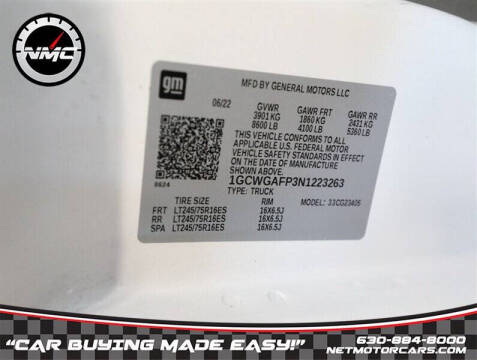 NMC
gm
MFD BY GENERAL MOTORS LLC
06/22 GVWR GAWR FRT GAWR RR
3901 KG 1860 KG 2431 KG
8600 LB 4100 LB 5360 LB
THIS VEHICLE CONFORMS TO ALL
APPLICABLE U.S. FEDERAL MOTOR
VEHICLE SAFETY STANDARDS IN
EFFECT ON THE DATE OF
MANUFACTURE SHOWN ABOVE.
1GCWGAFP3N1223263
8624 TYPE: TRUCK MODEL: 33CG23405
TIRE SIZE RIM
FRT LT245/75R16ES 16X6.5J
RR LT245/75R16ES 16X6.5J
SPA LT245/75R16ES 16X6.5J
"CAR BUYING MADE EASY!"
630-884-8000
NETMOTORCARS.COM